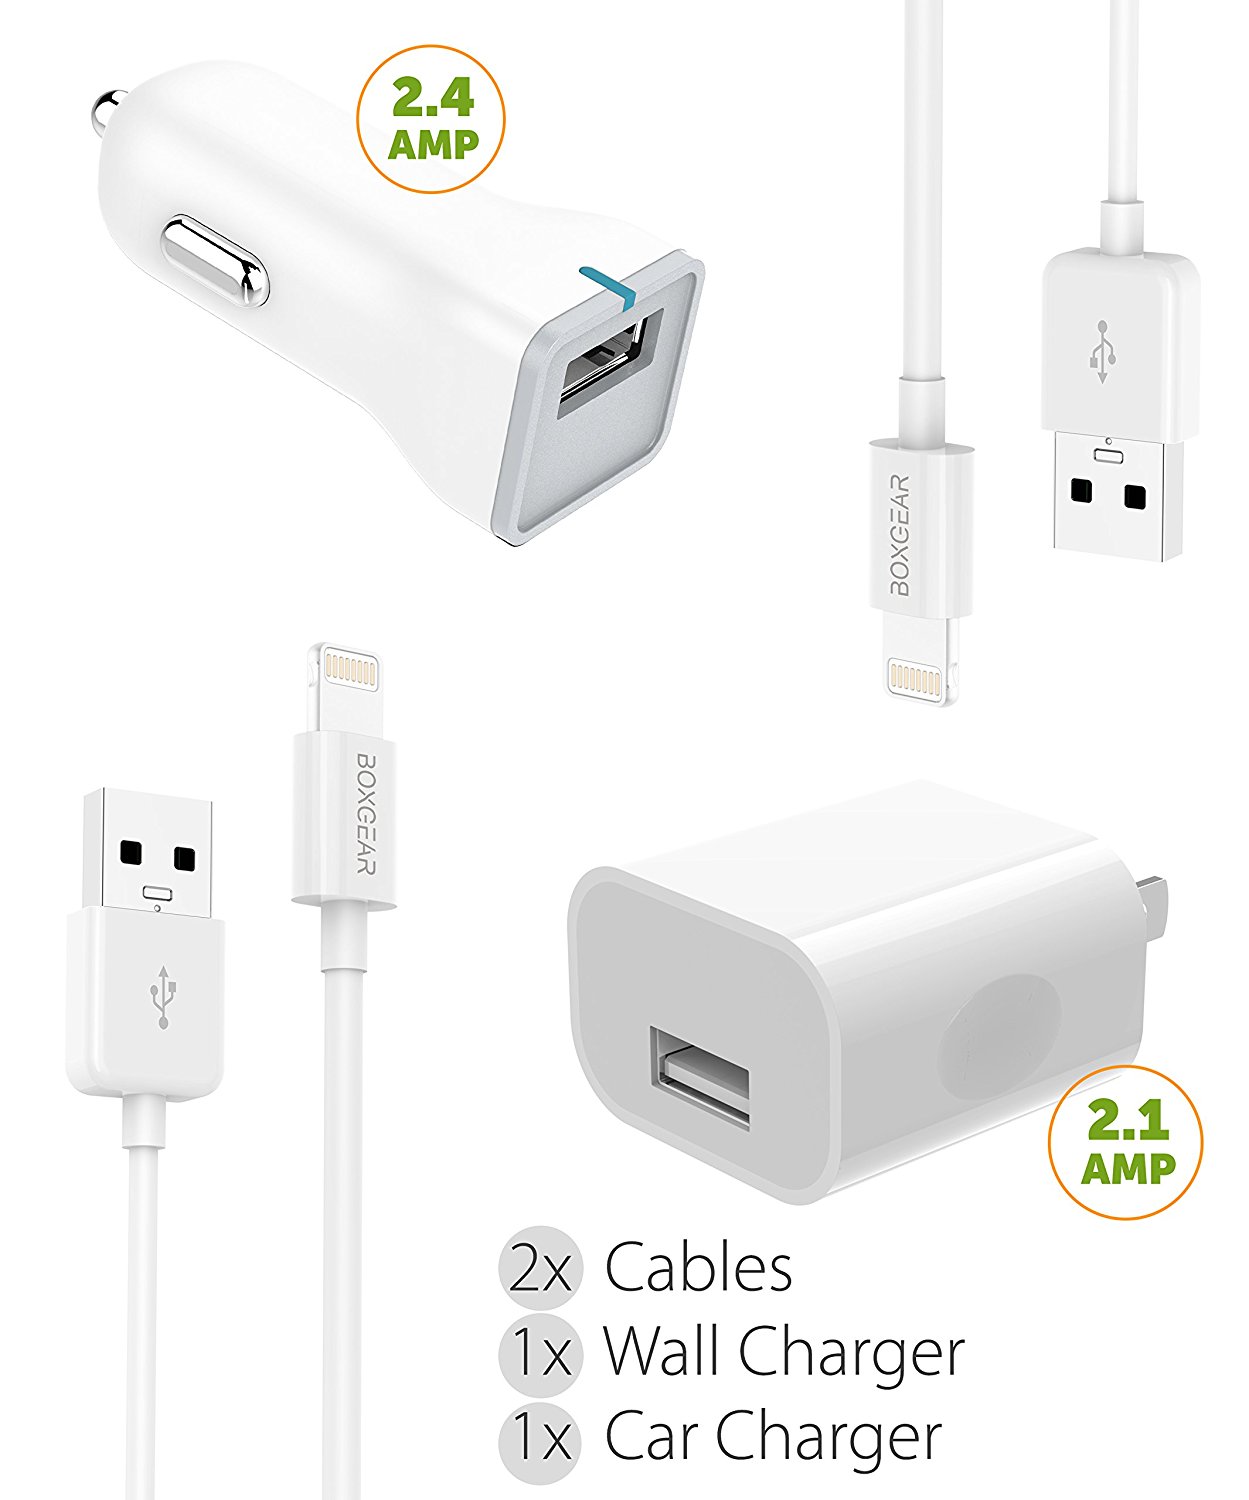 2.4
AMP
BOXGEAR
BOXGEAR
2.1
AMP
2x Cables
1x Wall Charger
1x Car Charger